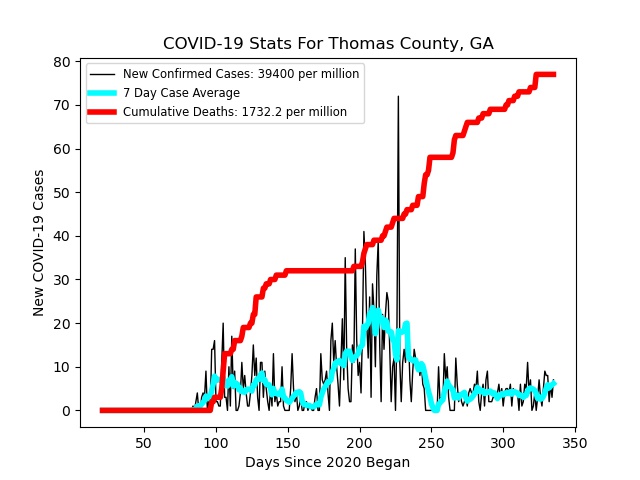 COVID-19 Stats For Thomas County, GA
New Confirmed Cases: 39400 per million
7 Day Case Average
Cumulative Deaths: 1732.2 per million
New COVID-19 Cases
80
70
60
50
40
30
20
10
0
50
100
150
200
250
300
350
Days Since 2020 Began